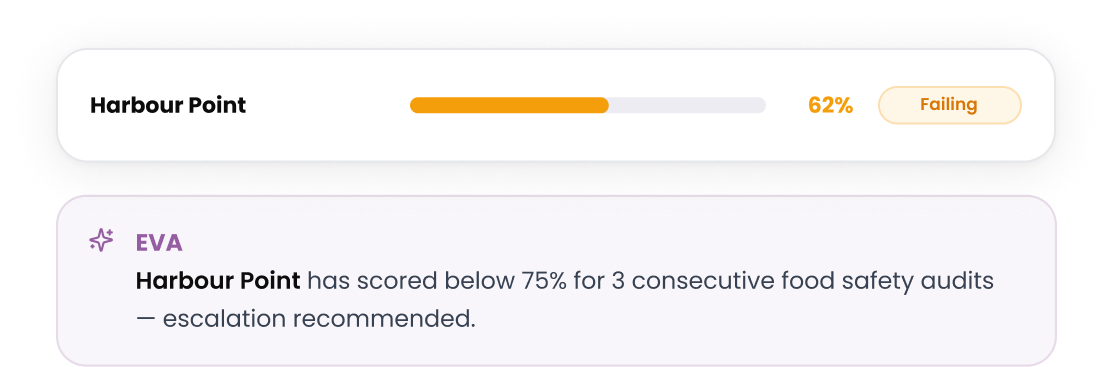 Harbour Point 62% Failing
EVA
Harbour Point has scored below 75% for 3 consecutive food safety audits
— escalation recommended.